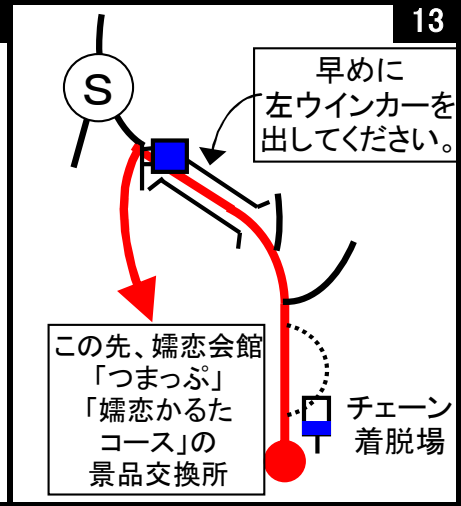 13
S
早めに
左ウインカーを
出してください。
この先、嬬恋会館
「つまっぷ」
「嬬恋かるた
コース」の
景品交換所
チェーン
着脱場